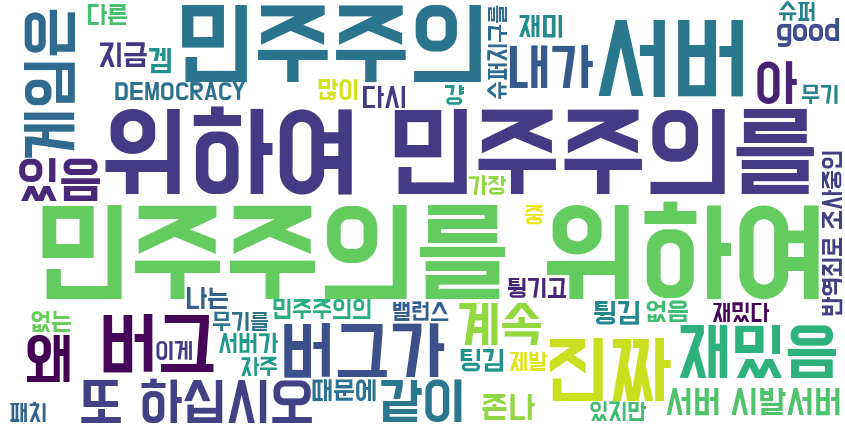 다른
민주주의
슈퍼지구를
재미
서버
슈퍼
good
게임은
지금
겜
내가
DEMOCRACY
많이
다시
걍
아
무기
있음
위하여 민주주의를
가장
반역죄로 조사중인
민주주의를 위하여
중
나는
튕기고
없는
무기를
민주주의의
밸런스
튕김
없음
재밌다
왜
버그
이게
서버가
자주
버그가
계속
팅김
제발
진짜
재밌음
또 하십시오
때문에
같이
존나
있지만
서버 시발서버
패치